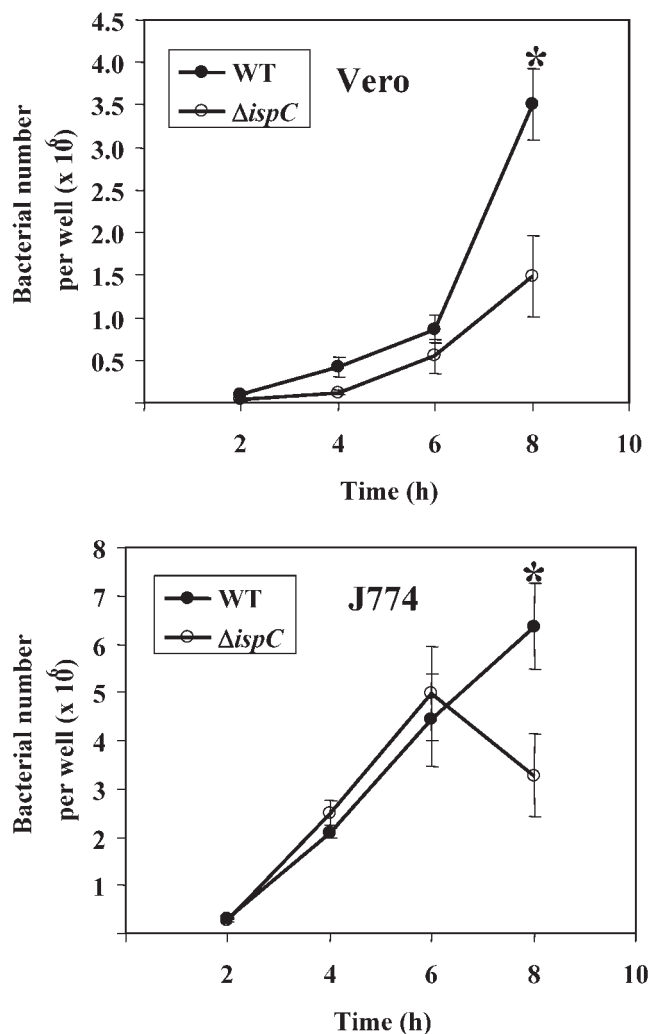 4.5
4.0
3.5
3.0
2.5
2.0
1.5
1.0
0.5
Bacterial number
per well (x 10⁶)
WT
ΔispC
Vero
*
2 4 6 8 10
Time (h)
8
7
6
5
4
3
2
1
Bacterial number
per well (x 10⁶)
WT
ΔispC
J774
*
2 4 6 8 10
Time (h)